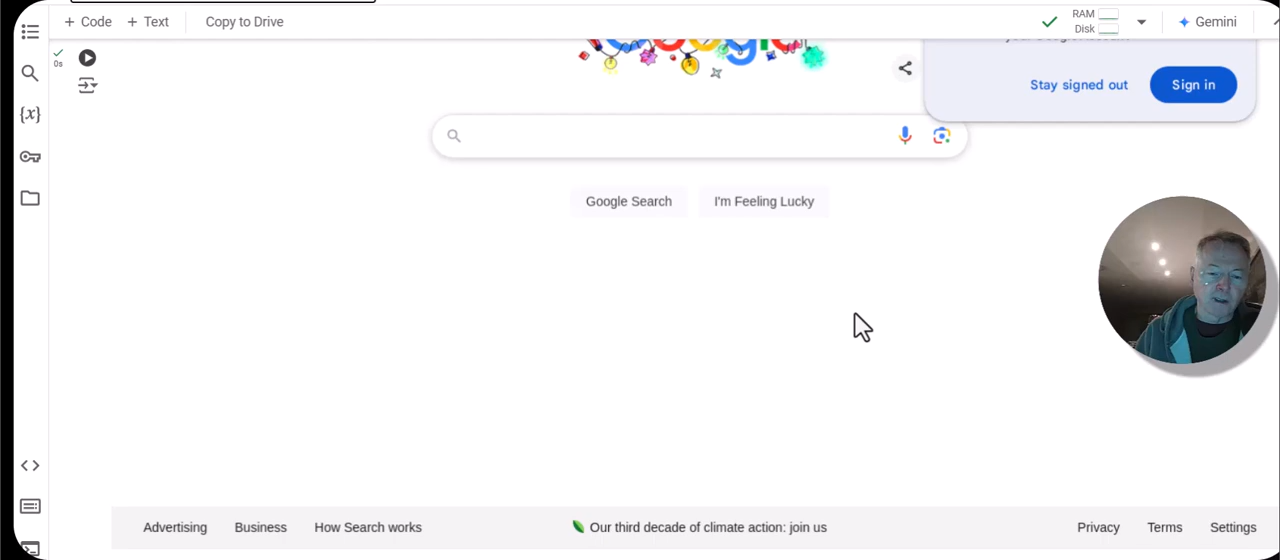 + Code + Text Copy to Drive
RAM
Disk
Gemini
0s
Google
Stay signed out Sign in
{x}
Google Search I'm Feeling Lucky
Advertising Business How Search works Our third decade of climate action: join us Privacy Terms Settings